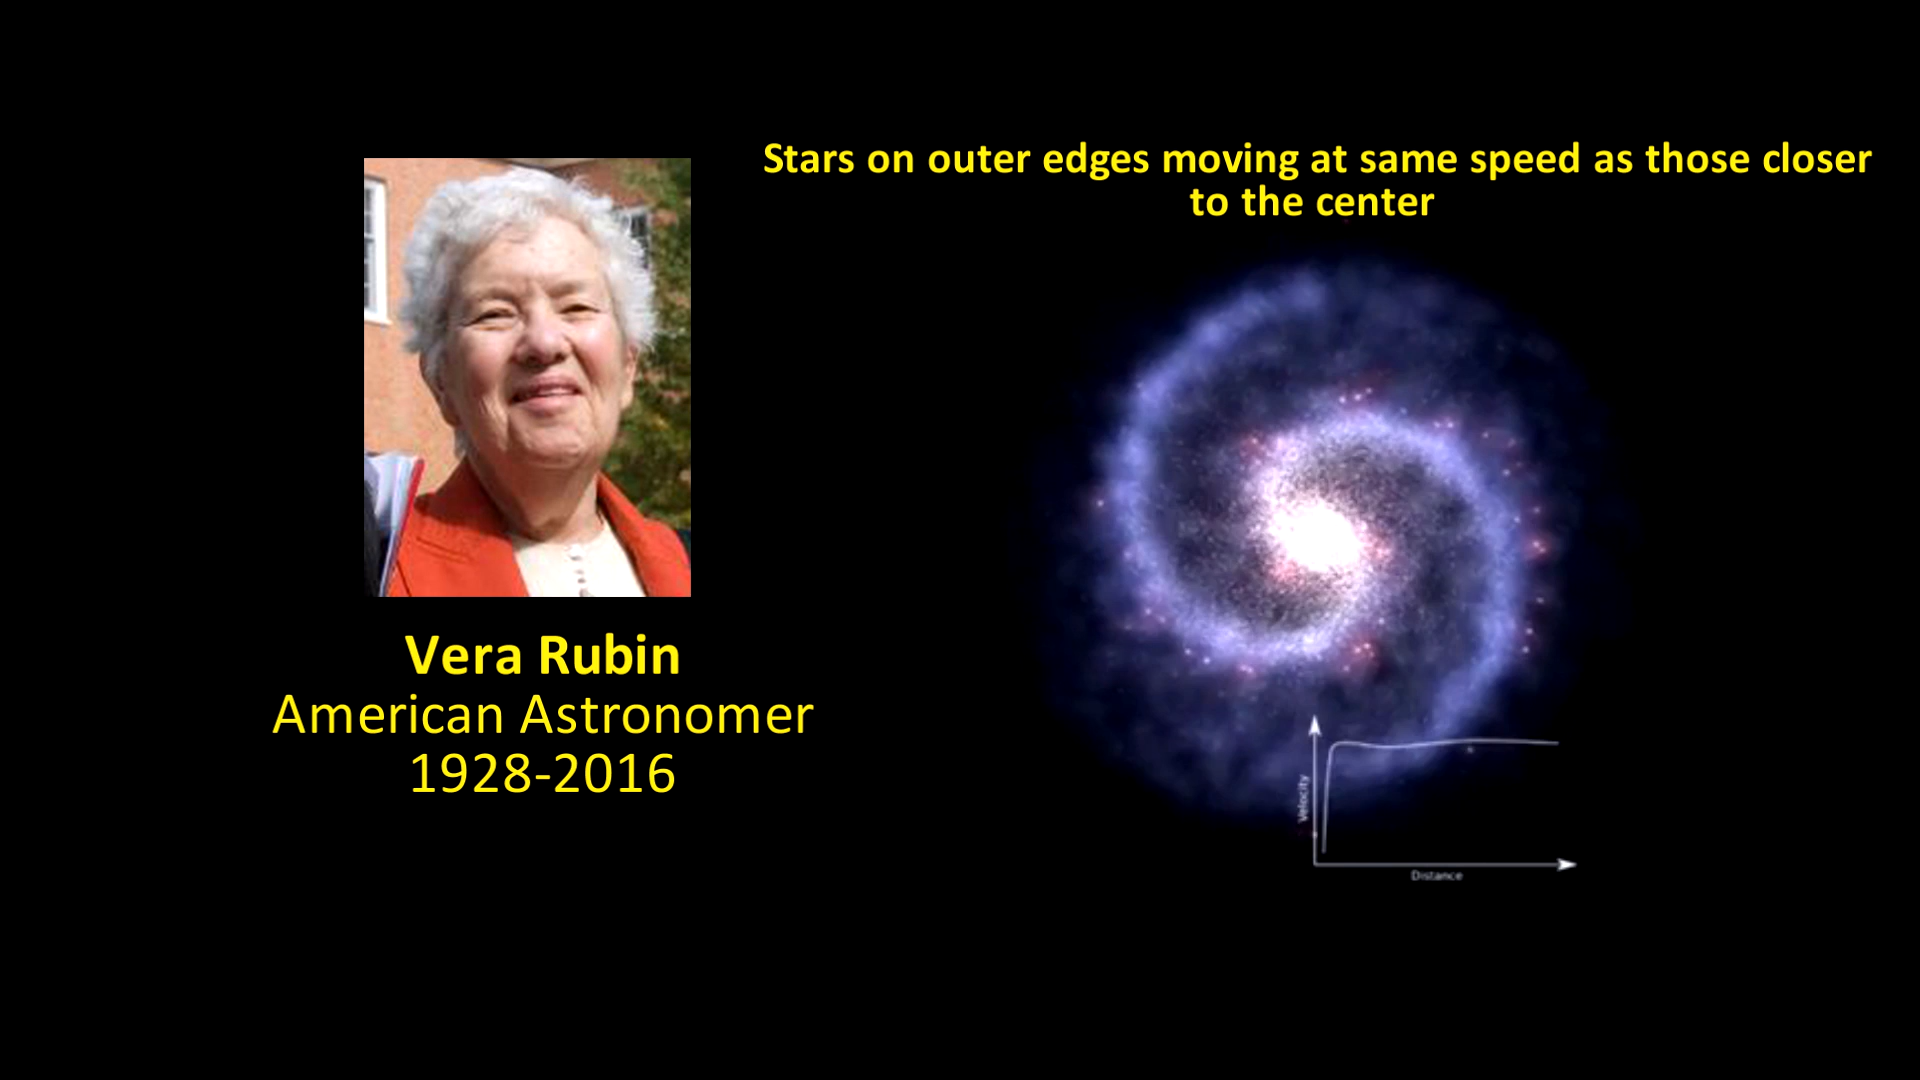 Stars on outer edges moving at same speed as those closer
to the center
Vera Rubin
American Astronomer
1928-2016
Velocity
Distance